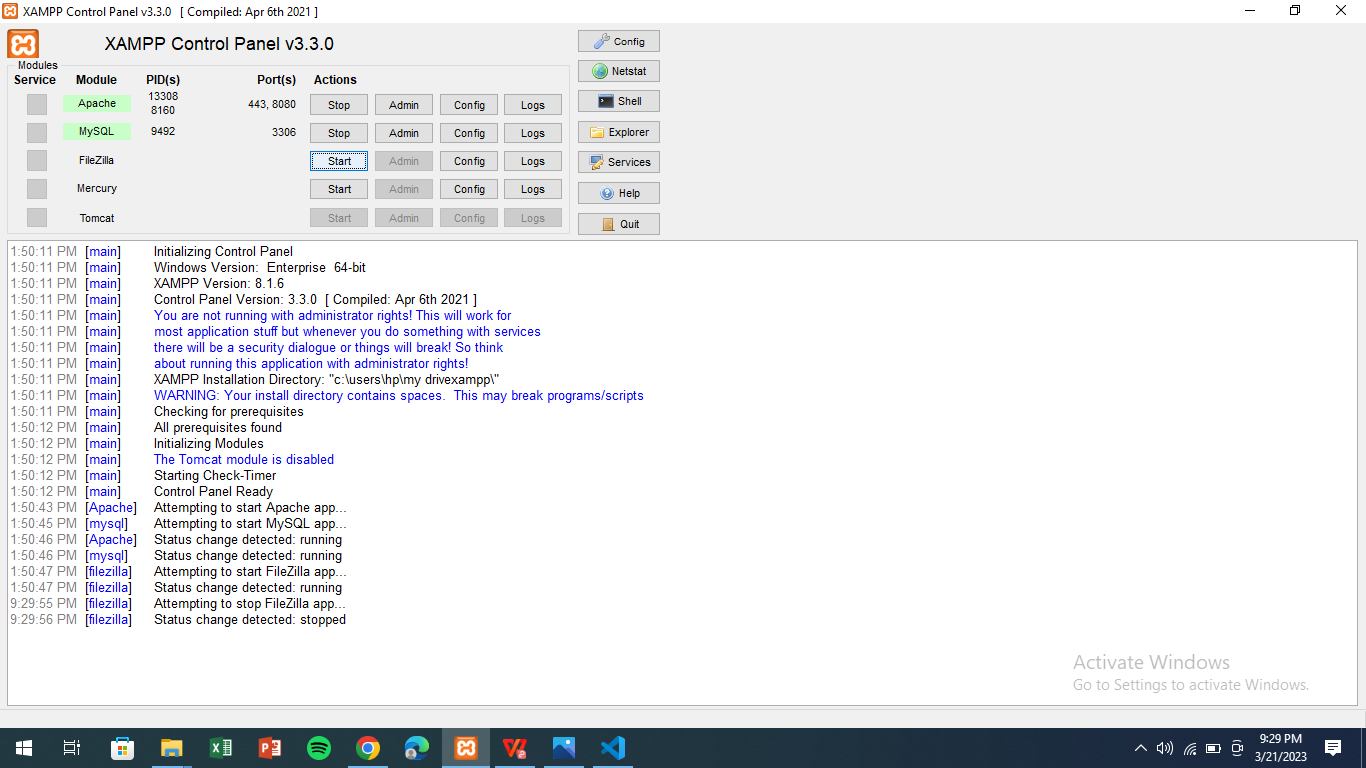 XAMPP Control Panel v3.3.0 [ Compiled: Apr 6th 2021 ]
XAMPP Control Panel v3.3.0
Config
Modules
Service Module PID(s) Port(s) Actions
Netstat
Apache 13308 8160 443, 8080 Stop Admin Config Logs
Shell
MySQL 9492 3306 Stop Admin Config Logs
Explorer
FileZilla Start Admin Config Logs
Services
Mercury Start Admin Config Logs
Help
Tomcat Start Admin Config Logs
Quit
1:50:11 PM [main] Initializing Control Panel
1:50:11 PM [main] Windows Version: Enterprise 64-bit
1:50:11 PM [main] XAMPP Version: 8.1.6
1:50:11 PM [main] Control Panel Version: 3.3.0 [ Compiled: Apr 6th 2021 ]
1:50:11 PM [main] You are not running with administrator rights! This will work for
1:50:11 PM [main] most application stuff but whenever you do something with services
1:50:11 PM [main] there will be a security dialogue or things will break! So think
1:50:11 PM [main] about running this application with administrator rights!
1:50:11 PM [main] XAMPP Installation Directory: "c:\users\hp\my drivexampp\"
1:50:11 PM [main] WARNING: Your install directory contains spaces. This may break programs/scripts
1:50:11 PM [main] Checking for prerequisites
1:50:12 PM [main] All prerequisites found
1:50:12 PM [main] Initializing Modules
1:50:12 PM [main] The Tomcat module is disabled
1:50:12 PM [main] Starting Check-Timer
1:50:12 PM [main] Control Panel Ready
1:50:43 PM [Apache] Attempting to start Apache app...
1:50:45 PM [mysql] Attempting to start MySQL app...
1:50:46 PM [Apache] Status change detected: running
1:50:46 PM [mysql] Status change detected: running
1:50:47 PM [filezilla] Attempting to start FileZilla app...
1:50:47 PM [filezilla] Status change detected: running
9:29:55 PM [filezilla] Attempting to stop FileZilla app...
9:29:56 PM [filezilla] Status change detected: stopped
Activate Windows
Go to Settings to activate Windows.
9:29 PM
3/21/2023